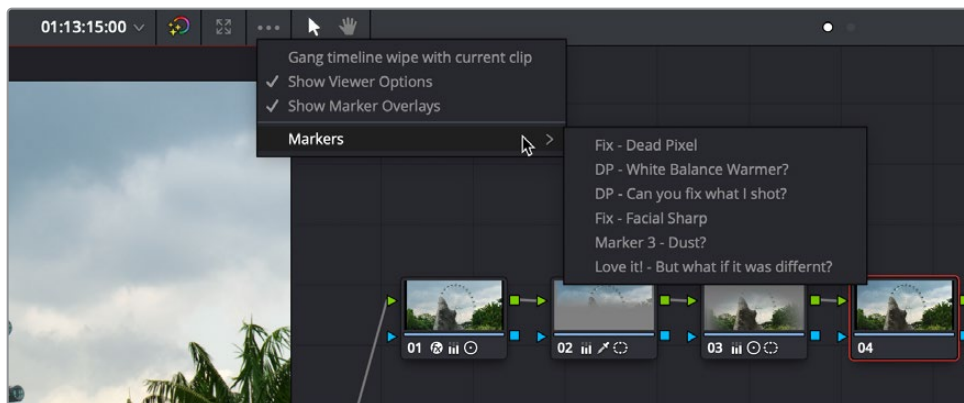 01:13:15:00
Gang timeline wipe with current clip
Show Viewer Options
Show Marker Overlays
Markers
Fix - Dead Pixel
DP - White Balance Warmer?
DP - Can you fix what I shot?
Fix - Facial Sharp
Marker 3 - Dust?
Love it! - But what if it was differnt?
01
02
03
04